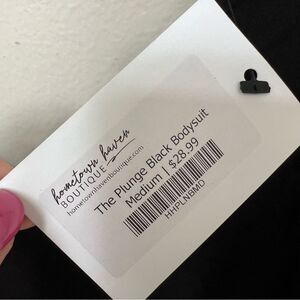 hometown haven
BOUTIQUE
hometownhavenboutique.com
The Plunge Black Bodysuit
Medium | $28.99
HHPLNBMD